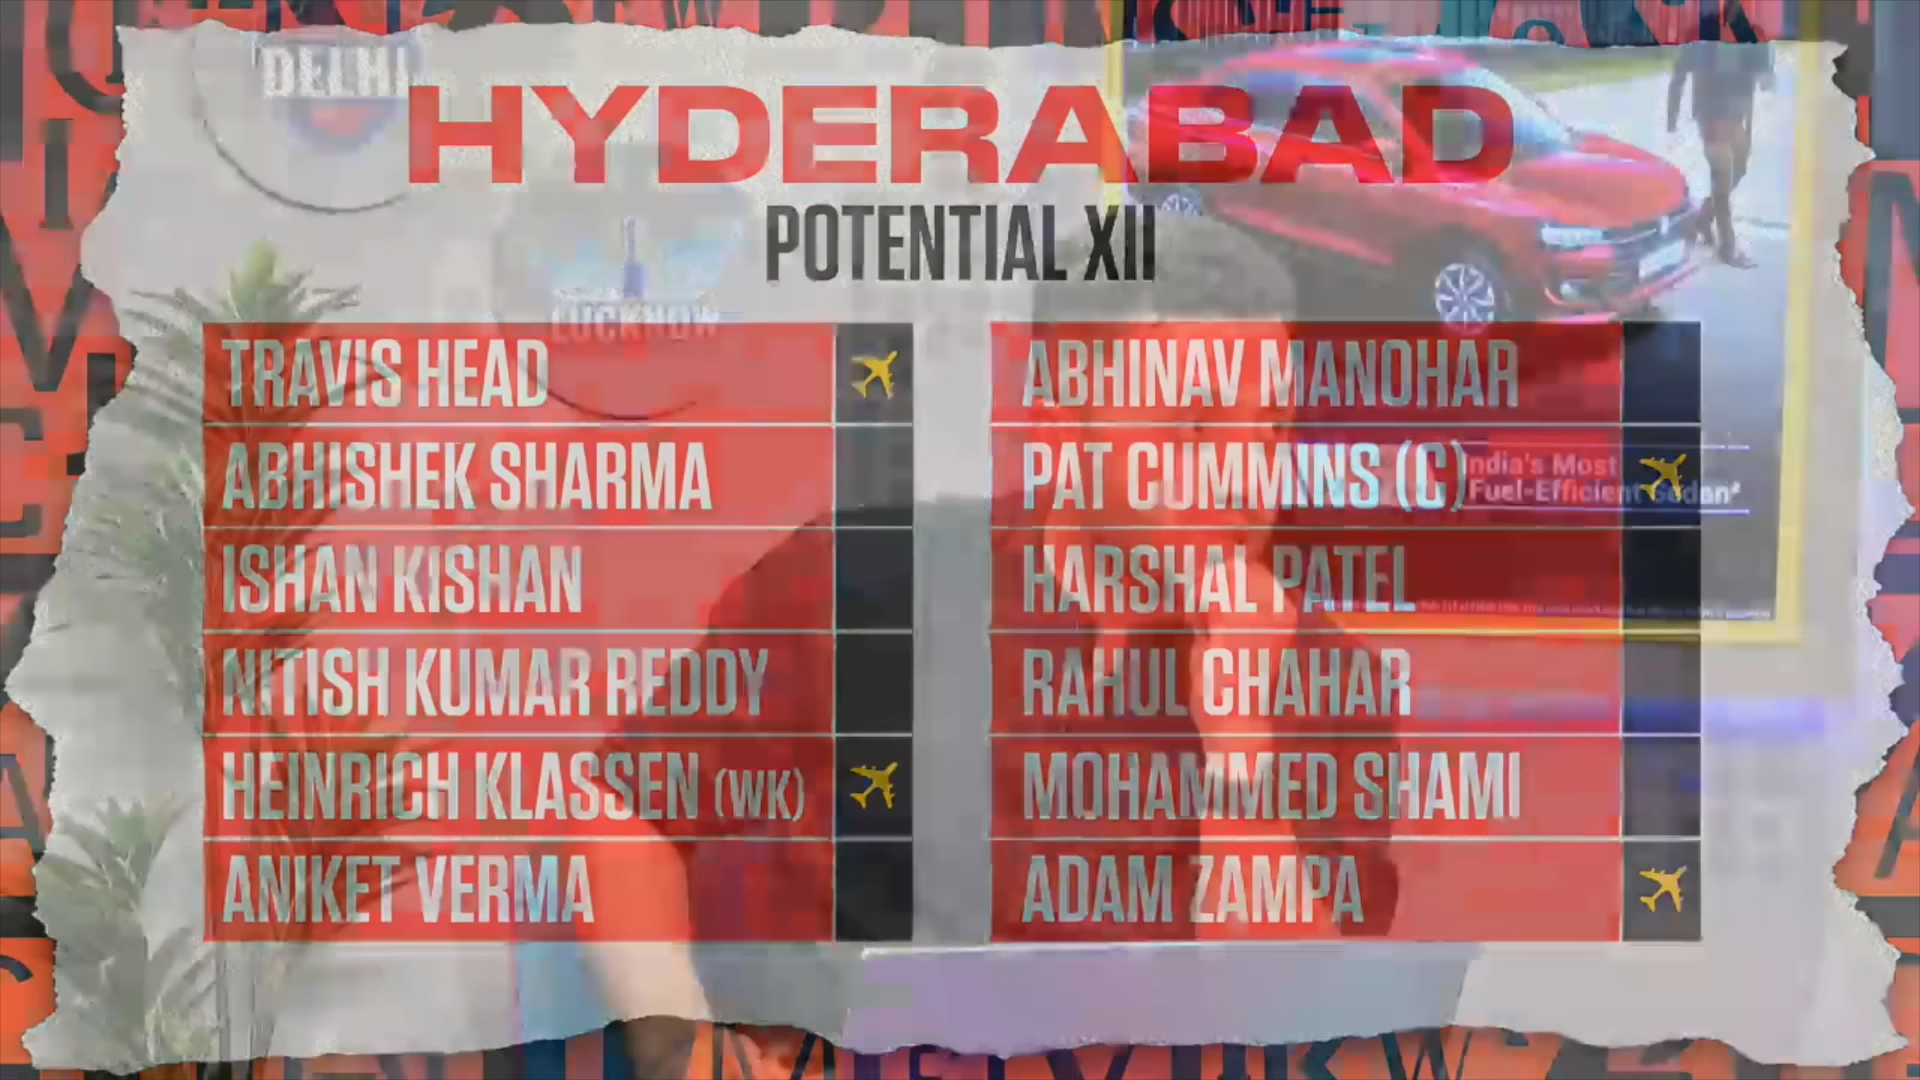 DELHI
HYDERABAD
POTENTIAL XII
LUCKNOW
TRAVIS HEAD
ABHISHEK SHARMA
ISHAN KISHAN
NITISH KUMAR REDDY
HEINRICH KLASSEN (WK)
ANIKET VERMA
ABHINAV MANOHAR
PAT CUMMINS (C)
HARSHAL PATEL
RAHUL CHAHAR
MOHAMMED SHAMI
ADAM ZAMPA
India's Most
Fuel-Efficient Sedan*